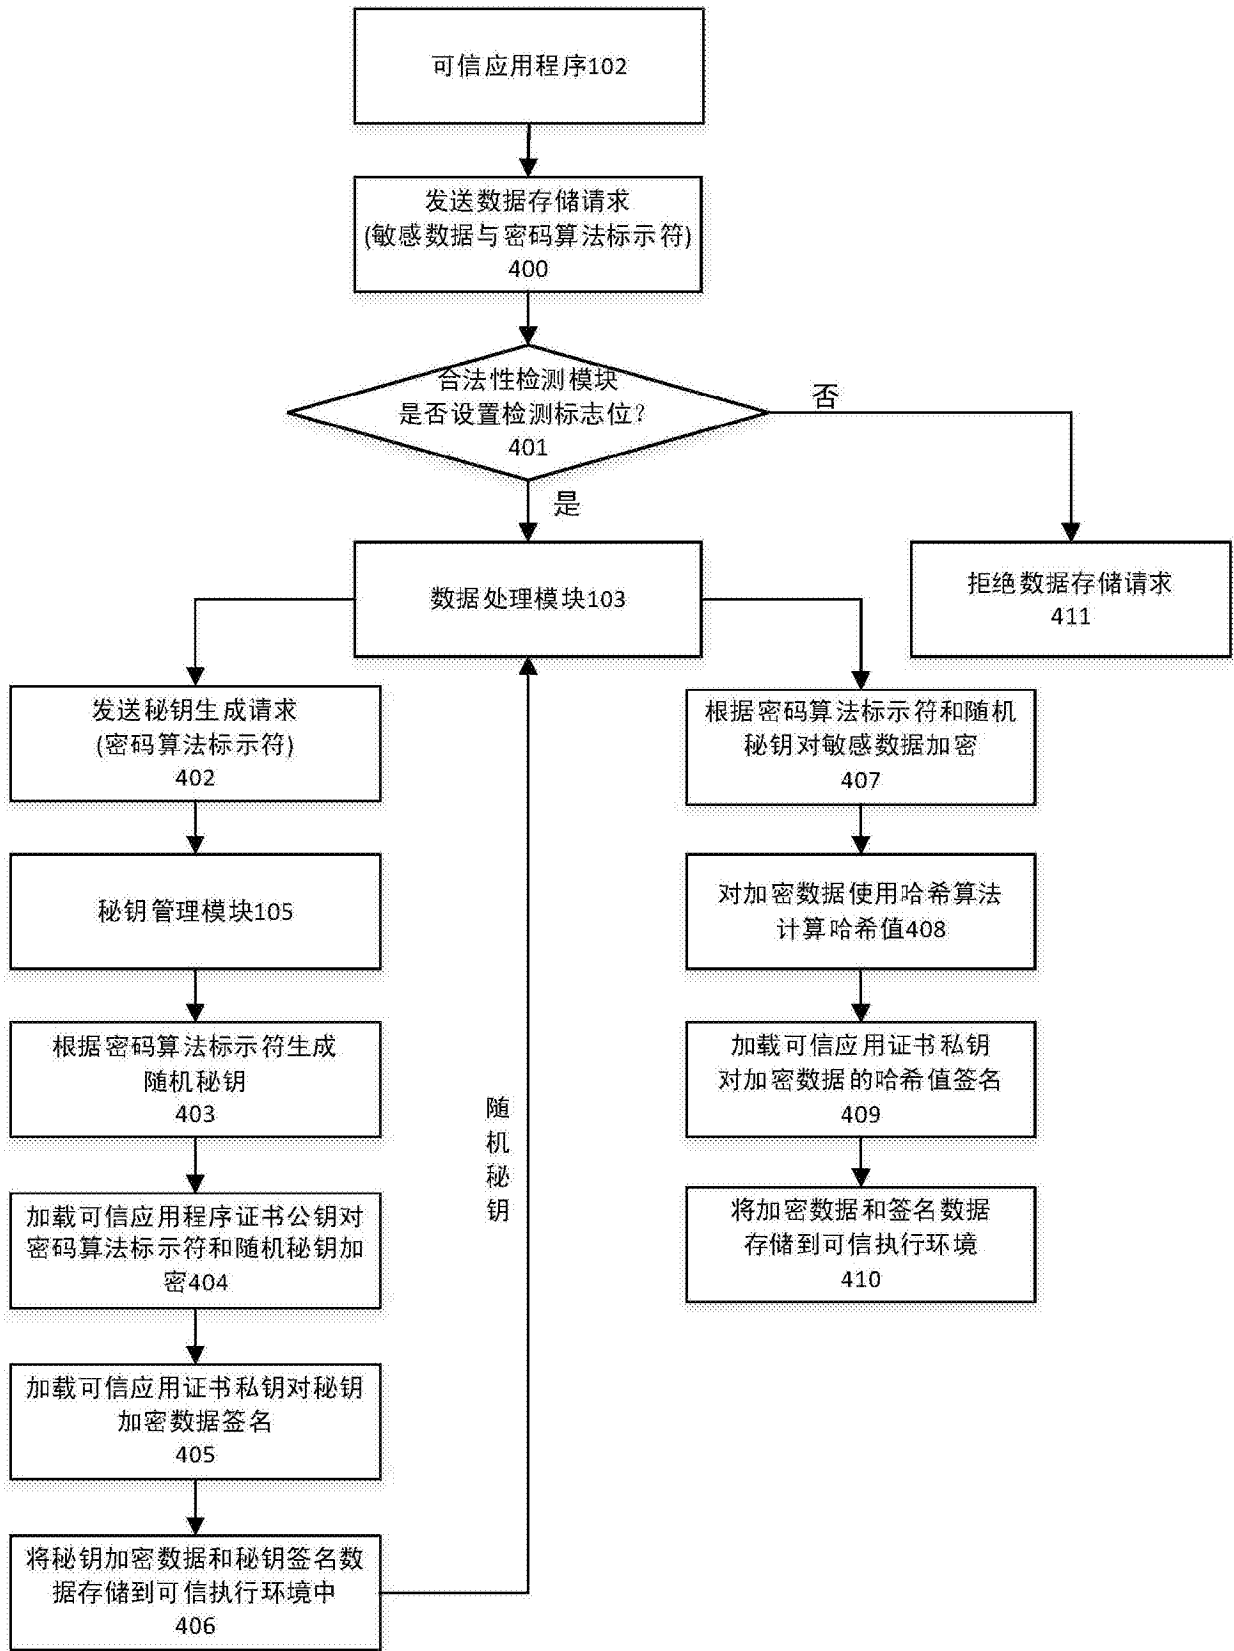 可信应用程序102
发送数据存储请求
(敏感数据与密码算法标示符)
400
合法性检测模块
是否设置检测标志位?
401
否
是
数据处理模块103
拒绝数据存储请求
411
发送秘钥生成请求
(密码算法标示符)
402
秘钥管理模块105
根据密码算法标示符生成
随机秘钥
403
加载可信应用程序证书公钥对
密码算法标示符和随机秘钥加
密404
加载可信应用证书私钥对秘钥
加密数据签名
405
将秘钥加密数据和秘钥签名数
据存储到可信执行环境中
406
随
机
秘
钥
根据密码算法标示符和随机
秘钥对敏感数据加密
407
对加密数据使用哈希算法
计算哈希值408
加载可信应用证书私钥
对加密数据的哈希值签名
409
将加密数据和签名数据
存储到可信执行环境
410